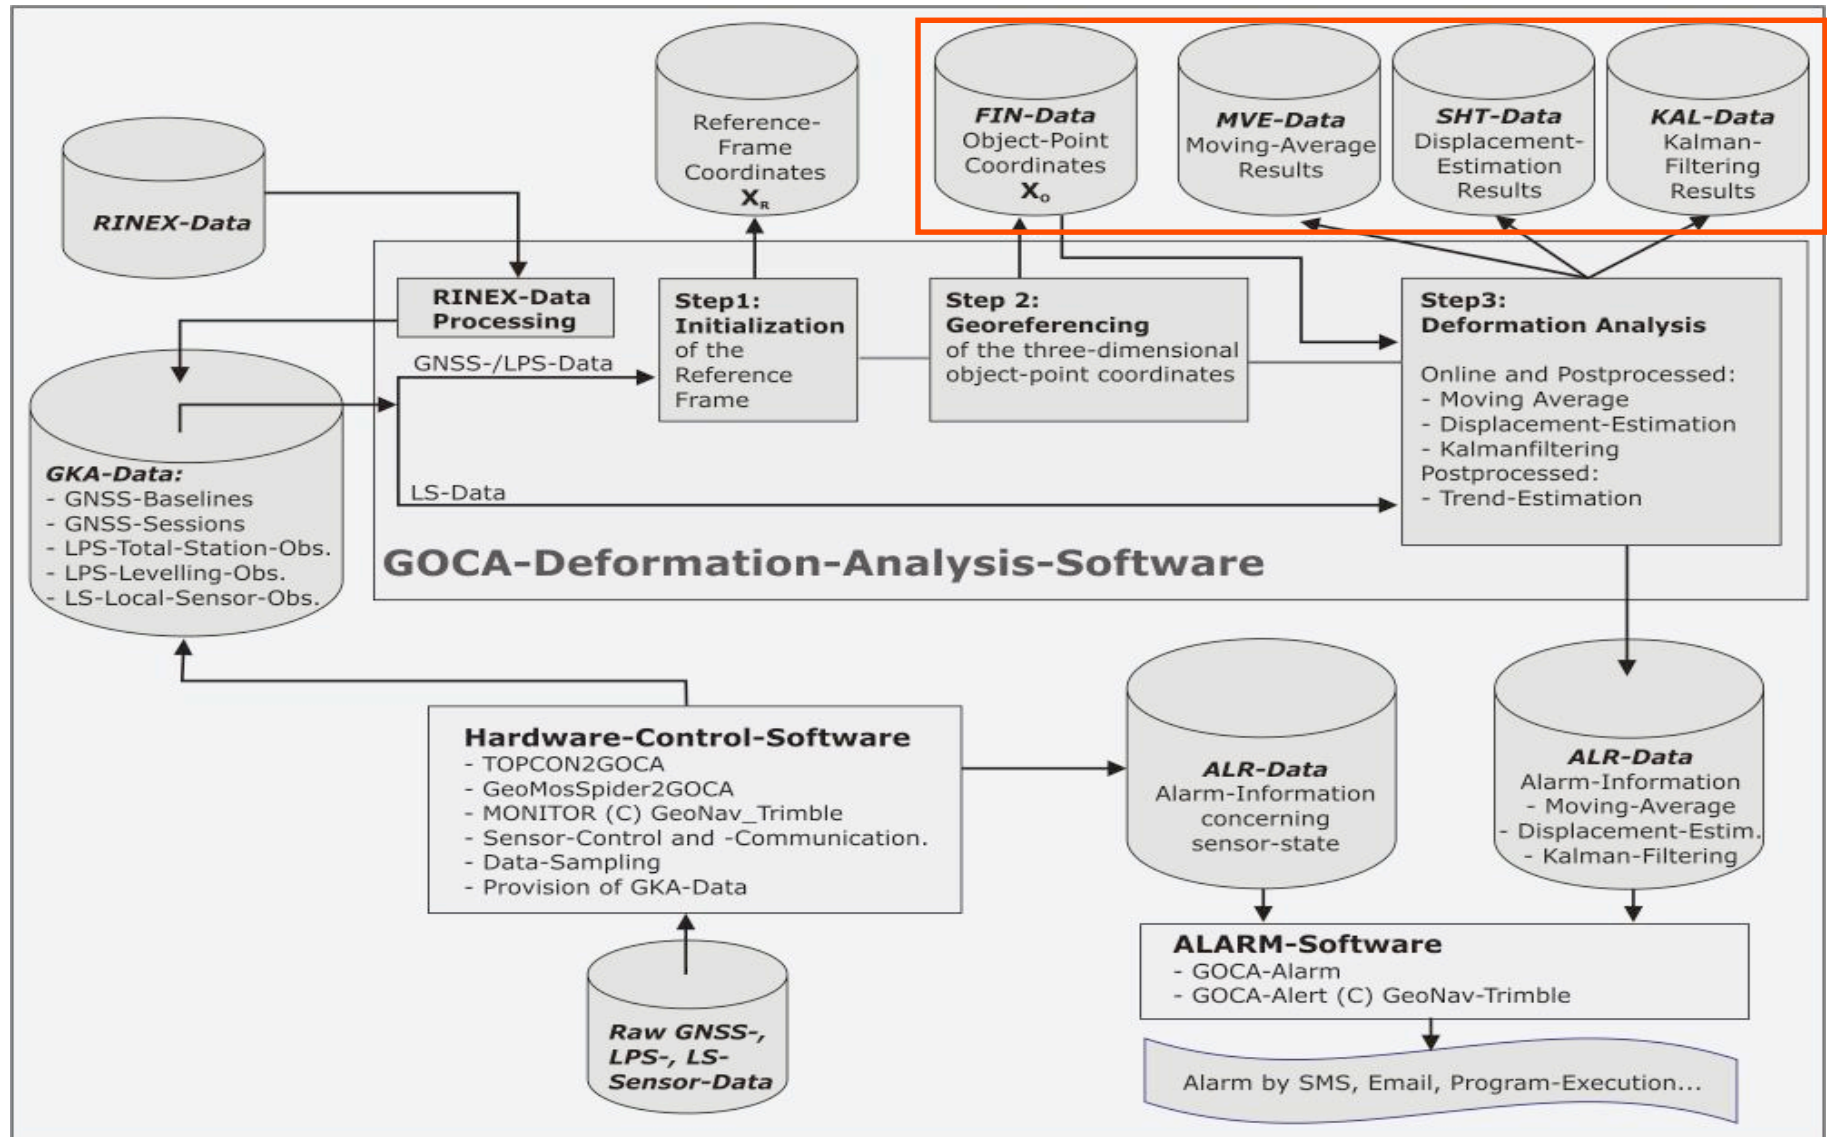 RINEX-Data
Reference-
Frame
Coordinates
XR
FIN-Data
Object-Point
Coordinates
Xo
MVE-Data
Moving-Average
Results
SHT-Data
Displacement-
Estimation
Results
KAL-Data
Kalman-
Filtering
Results
RINEX-Data
Processing
Step1:
Initialization
of the
Reference
Frame
Step 2:
Georeferencing
of the three-dimensional
object-point coordinates
Step3:
Deformation Analysis
Online and Postprocessed:
- Moving Average
- Displacement-Estimation
- Kalmanfiltering
Postprocessed:
- Trend-Estimation
GNSS-/LPS-Data
LS-Data
GOCA-Deformation-Analysis-Software
GKA-Data:
- GNSS-Baselines
- GNSS-Sessions
- LPS-Total-Station-Obs.
- LPS-Levelling-Obs.
- LS-Local-Sensor-Obs.
Hardware-Control-Software
- TOPCON2GOCA
- GeoMosSpider2GOCA
- MONITOR (C) GeoNav_Trimble
- Sensor-Control and -Communication.
- Data-Sampling
- Provision of GKA-Data
Raw GNSS-,
LPS-, LS-
Sensor-Data
ALR-Data
Alarm-Information
concerning
sensor-state
ALR-Data
Alarm-Information
- Moving-Average
- Displacement-Estim.
- Kalman-Filtering
ALARM-Software
- GOCA-Alarm
- GOCA-Alert (C) GeoNav-Trimble
Alarm by SMS, Email, Program-Execution...